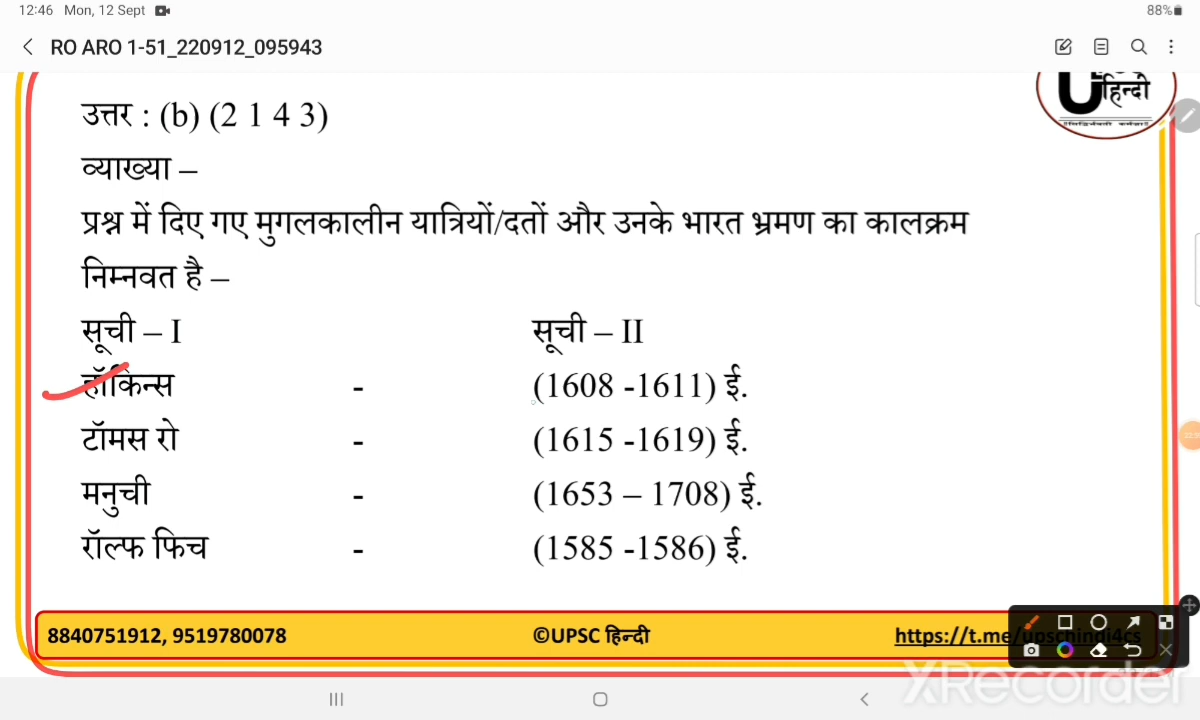 12:46 Mon, 12 Sept 88%
RO ARO 1-51_220912_095943
हिन्दी
उत्तर : (b) (2 1 4 3)
व्याख्या –
प्रश्न में दिए गए मुगलकालीन यात्रियों/दतों और उनके भारत भ्रमण का कालक्रम
निम्नवत है –
सूची – I सूची – II
हॉकिन्स - (1608 -1611) ई.
टॉमस रो - (1615 -1619) ई.
मनुची - (1653 – 1708) ई.
रॉल्फ फिच - (1585 -1586) ई.
8840751912, 9519780078 ©UPSC हिन्दी https://t.me/upschindi4cs
XRecorder